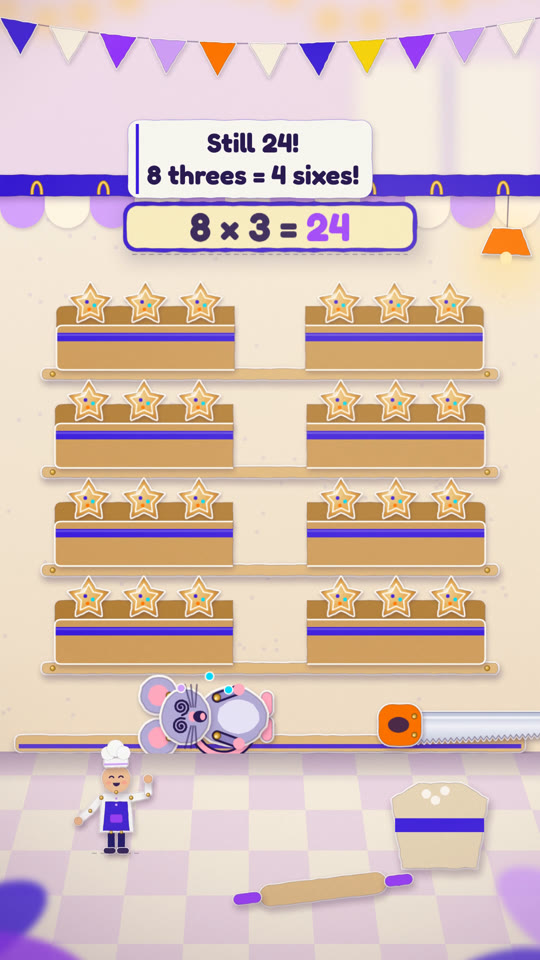 Still 24!
8 threes = 4 sixes!
8 × 3 = 24